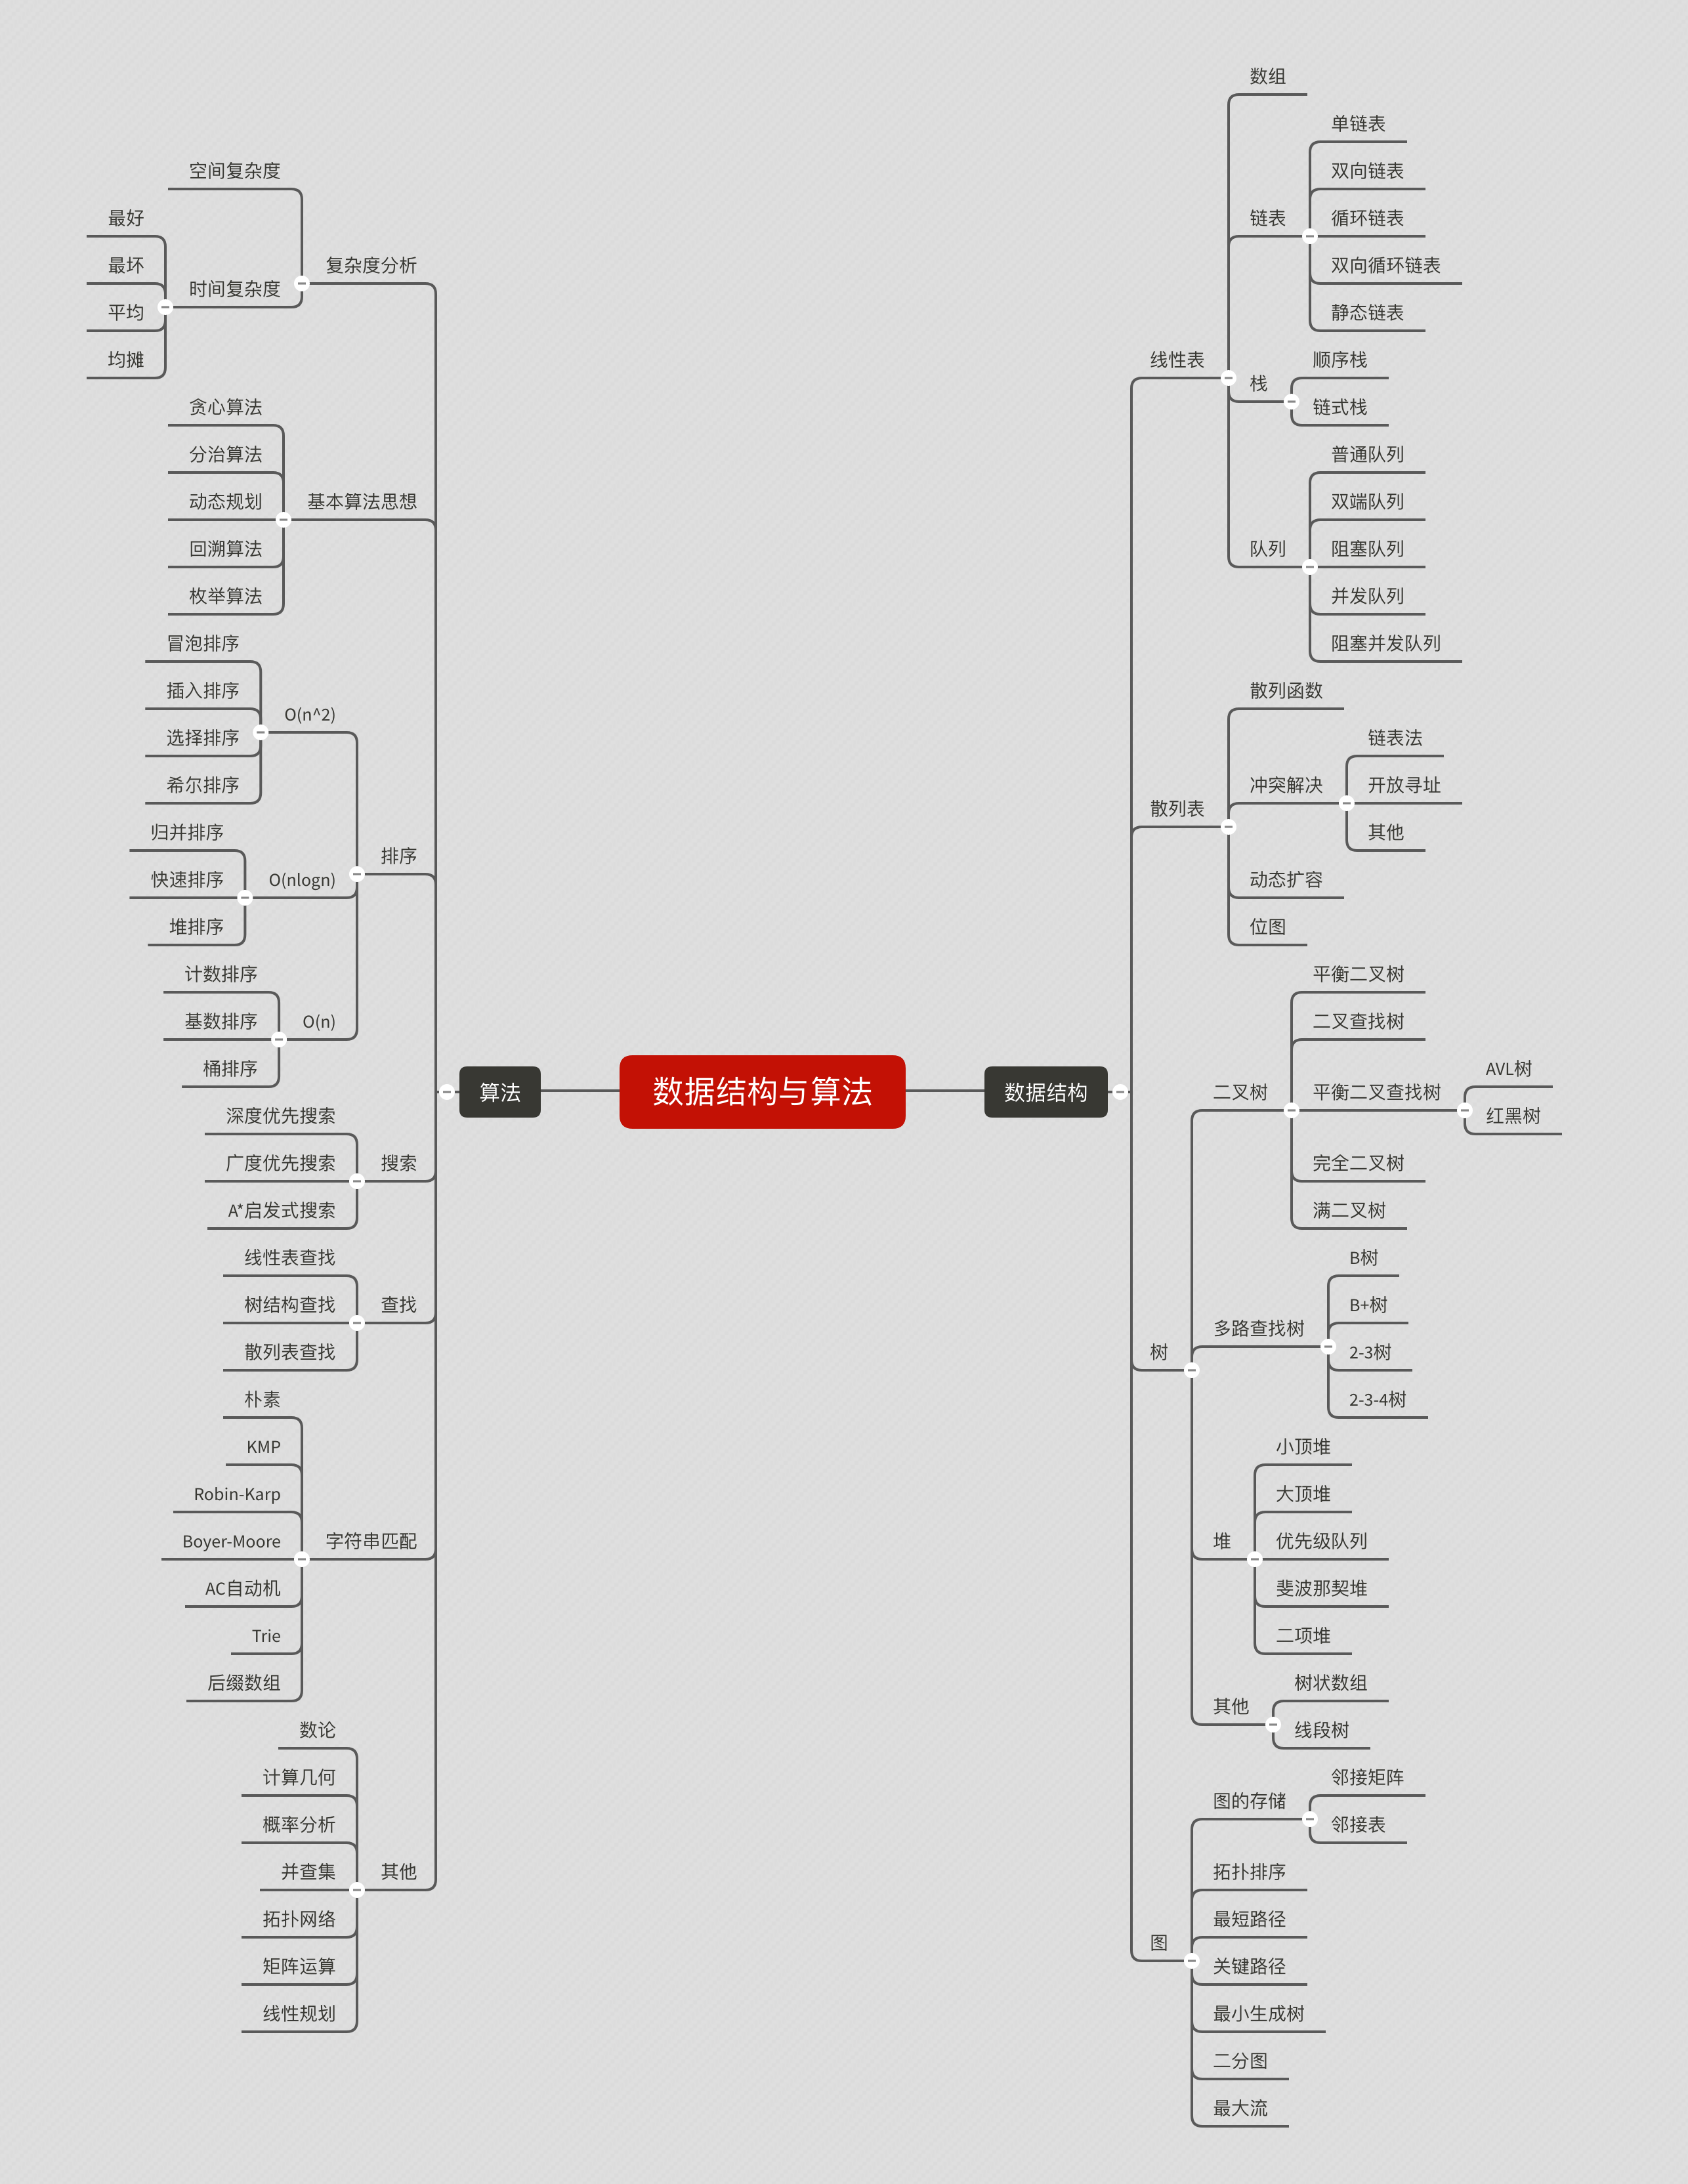 数据结构与算法
算法
复杂度分析
空间复杂度
时间复杂度
最好
最坏
平均
均摊
基本算法思想
贪心算法
分治算法
动态规划
回溯算法
枚举算法
排序
O(n^2)
冒泡排序
插入排序
选择排序
希尔排序
O(nlogn)
归并排序
快速排序
堆排序
O(n)
计数排序
基数排序
桶排序
搜索
深度优先搜索
广度优先搜索
A*启发式搜索
查找
线性表查找
树结构查找
散列表查找
字符串匹配
朴素
KMP
Robin-Karp
Boyer-Moore
AC自动机
Trie
后缀数组
其他
数论
计算几何
概率分析
并查集
拓扑网络
矩阵运算
线性规划
数据结构
线性表
数组
链表
单链表
双向链表
循环链表
双向循环链表
静态链表
栈
顺序栈
链式栈
队列
普通队列
双端队列
阻塞队列
并发队列
阻塞并发队列
散列表
散列函数
冲突解决
链表法
开放寻址
其他
动态扩容
位图
树
二叉树
平衡二叉树
二叉查找树
平衡二叉查找树
AVL树
红黑树
完全二叉树
满二叉树
多路查找树
B树
B+树
2-3树
2-3-4树
堆
小顶堆
大顶堆
优先级队列
斐波那契堆
二项堆
其他
树状数组
线段树
图
图的存储
邻接矩阵
邻接表
拓扑排序
最短路径
关键路径
最小生成树
二分图
最大流